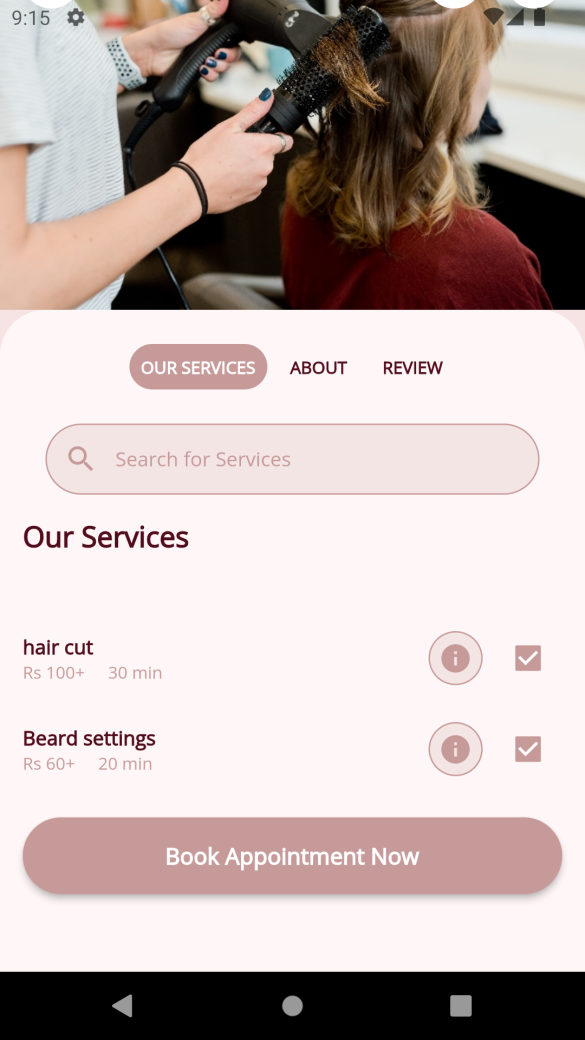 9:15
OUR SERVICES ABOUT REVIEW
Search for Services
Our Services
hair cut
Rs 100+ 30 min
Beard settings
Rs 60+ 20 min
Book Appointment Now